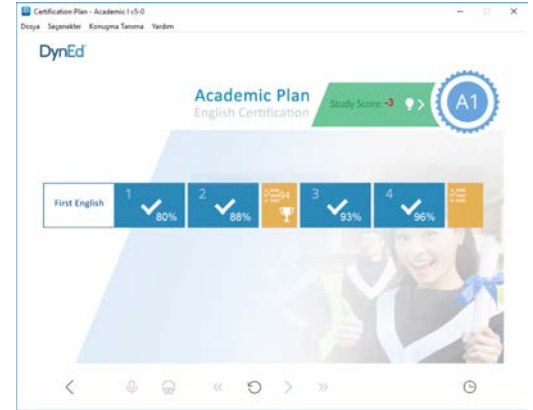 Certification Plan - Academic I v5-0
Dosya Seçenekler Konuşma Tanıma Yardım
DynEd
Academic Plan
English Certification
Study Score: -3
A1
First English
1
80%
2
88%
94
3
93%
4
96%